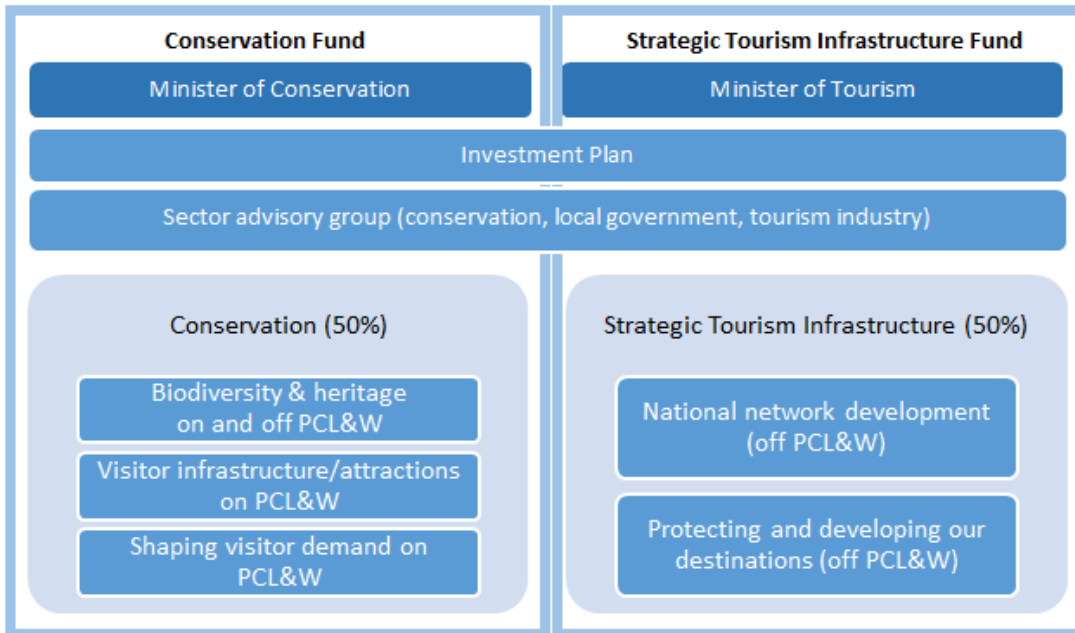 Conservation Fund
Strategic Tourism Infrastructure Fund
Minister of Conservation
Minister of Tourism
Investment Plan
Sector advisory group (conservation, local government, tourism industry)
Conservation (50%)
Biodiversity & heritage
on and off PCL&W
Visitor infrastructure/attractions
on PCL&W
Shaping visitor demand on
PCL&W
Strategic Tourism Infrastructure (50%)
National network development
(off PCL&W)
Protecting and developing our
destinations (off PCL&W)